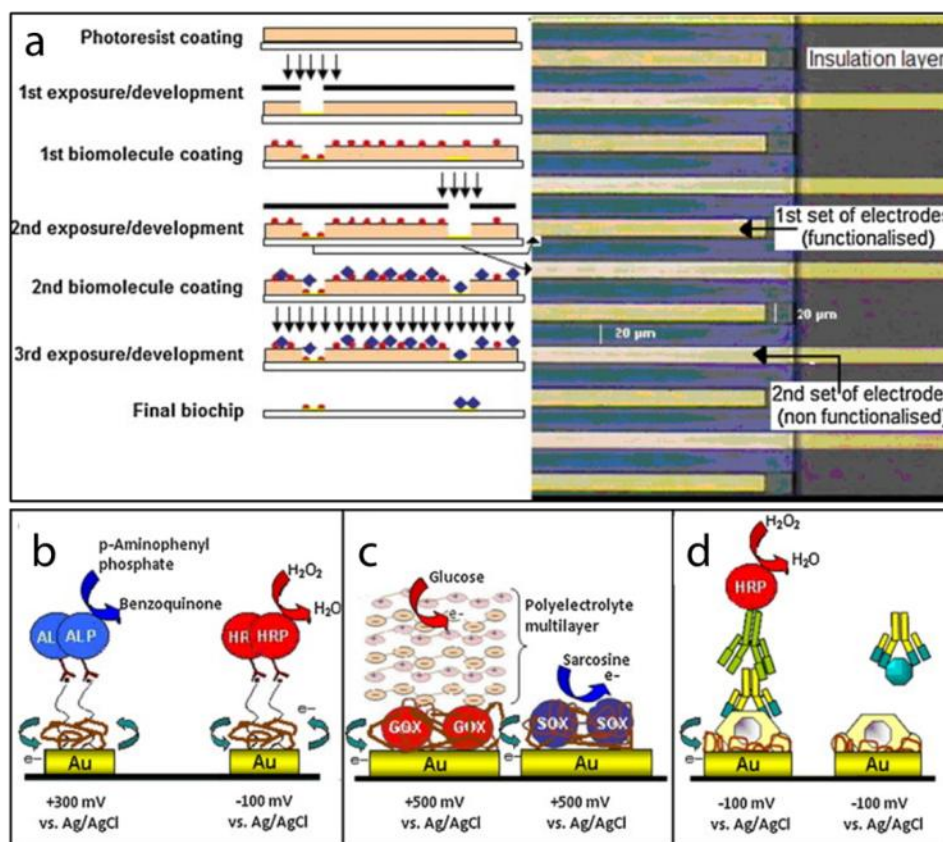 a
Photoresist coating
1st exposure/development
1st biomolecule coating
2nd exposure/development
2nd biomolecule coating
3rd exposure/development
Final biochip
Insulation layer
1st set of electrodes
(functionalised)
20 µm
20 µm
2nd set of electrodes
(non functionalised)
b
p-Aminophenyl
phosphate
Benzoquinone
AL
ALP
e-
e-
Au
+300 mV
vs. Ag/AgCl
H2O2
H2O
HR
HRP
e-
Au
-100 mV
vs. Ag/AgCl
c
Glucose
e-
Polyelectrolyte
multilayer
GOX
GOX
e-
Au
+500 mV
vs. Ag/AgCl
Sarcosine
e-
SOX
SOX
e-
Au
+500 mV
vs. Ag/AgCl
d
H2O2
H2O
HRP
e-
Au
-100 mV
vs. Ag/AgCl
e-
Au
-100 mV
vs. Ag/AgCl